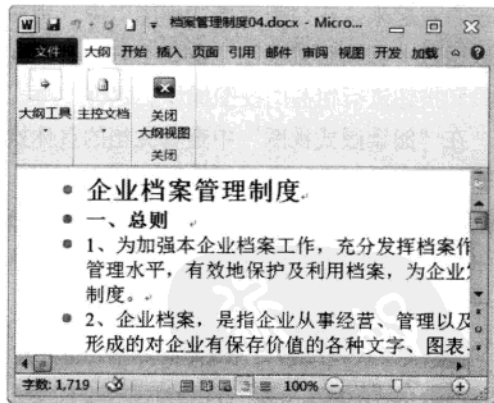 档案管理制度04.docx - Micro...
文件 大纲 开始 插入 页面 引用 邮件 审阅 视图 开发 加载
大纲工具 主控文档 关闭
大纲视图
关闭
企业档案管理制度
一、总则
1、为加强本企业档案工作，充分发挥档案作
管理水平，有效地保护及利用档案，为企业
制度。
2、企业档案，是指企业从事经营、管理以及
形成的对企业有保存价值的各种文字、图表、
字数: 1,719 100%